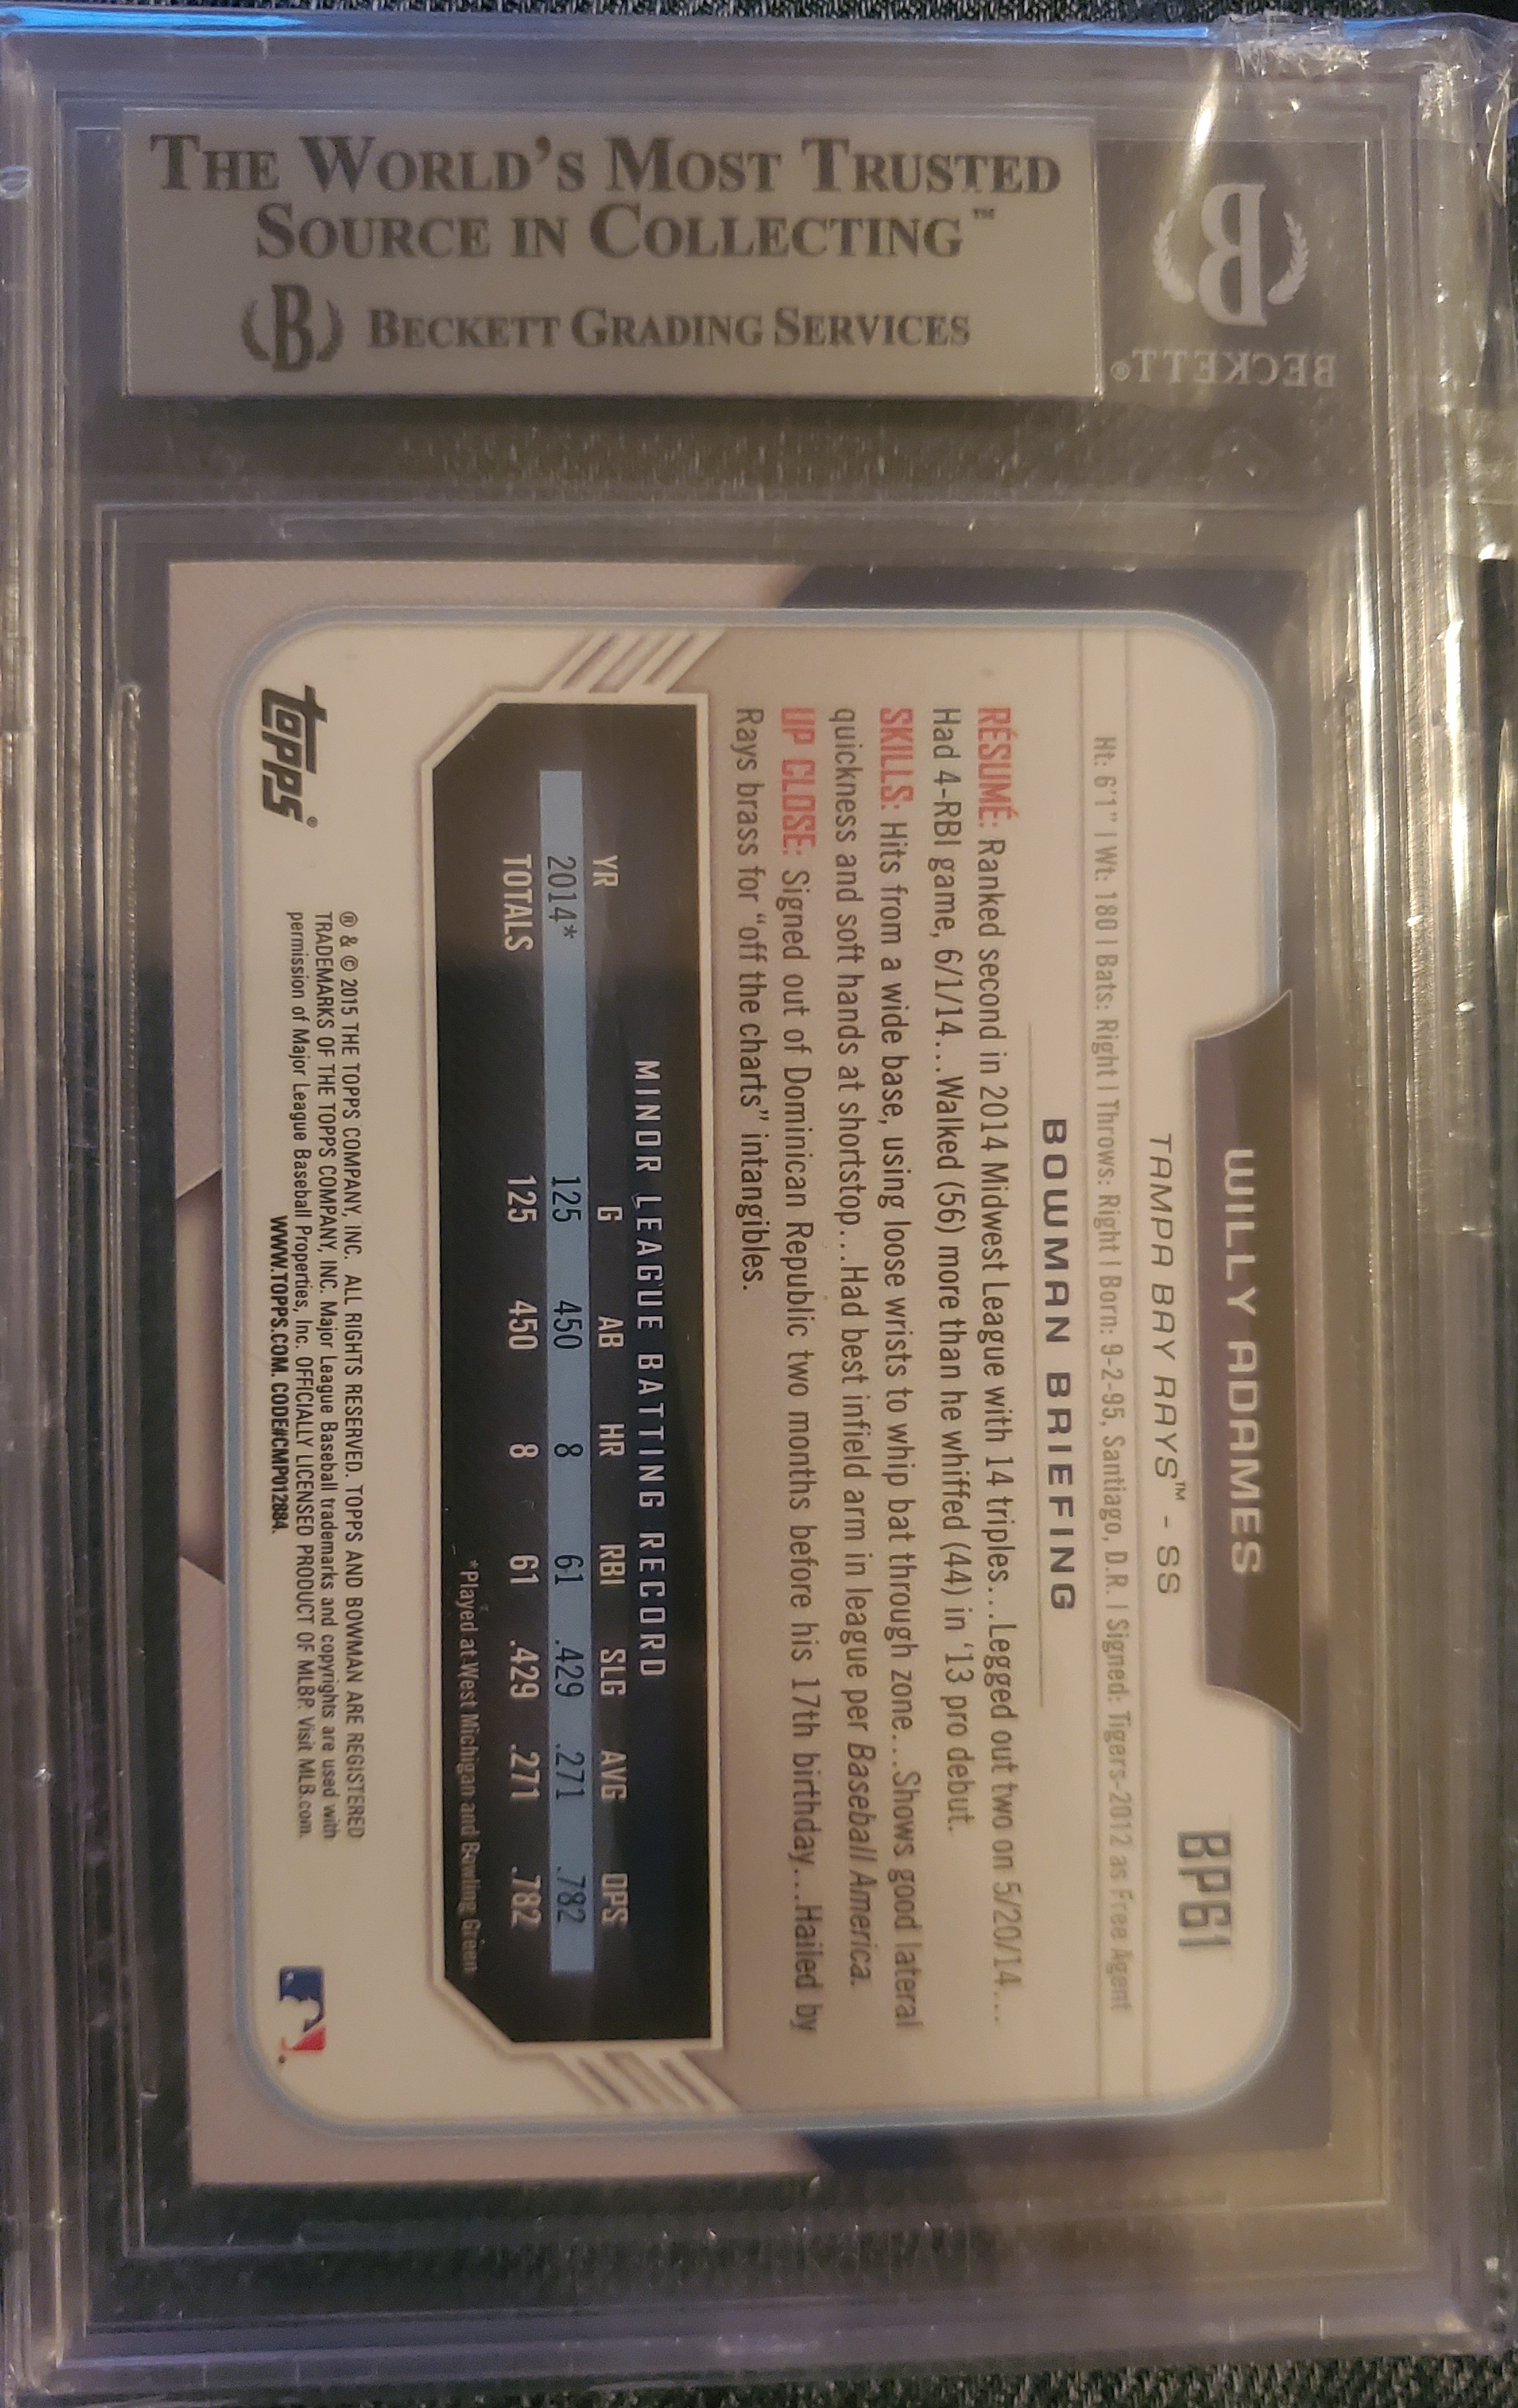 THE WORLD'S MOST TRUSTED
SOURCE IN COLLECTING™
B BECKETT GRADING SERVICES
B
BECKETT®
WILLY ADAMES
BP61
TAMPA BAY RAYS™ - SS
Ht: 6'1" | Wt: 180 | Bats: Right | Throws: Right | Born: 9-2-95, Santiago, D.R. | Signed: Tigers-2012 as Free Agent
BOWMAN BRIEFING
RÉSUMÉ: Ranked second in 2014 Midwest League with 14 triples...Legged out two on 5/20/14...
Had 4-RBI game, 6/1/14...Walked (56) more than he whiffed (44) in '13 pro debut.
SKILLS: Hits from a wide base, using loose wrists to whip bat through zone...Shows good lateral
quickness and soft hands at shortstop...Had best infield arm in league per Baseball America.
UP CLOSE: Signed out of Dominican Republic two months before his 17th birthday...Hailed by
Rays brass for "off the charts" intangibles.
MINOR LEAGUE BATTING RECORD
YR G AB HR RBI SLG AVG OPS
2014* 125 450 8 61 .429 .271 .782
TOTALS 125 450 8 61 .429 .271 .782
*Played at West Michigan and Bowling Green
topps®
® & © 2015 THE TOPPS COMPANY, INC. ALL RIGHTS RESERVED. TOPPS AND BOWMAN ARE REGISTERED
TRADEMARKS OF THE TOPPS COMPANY, INC. Major League Baseball trademarks and copyrights are used with
permission of Major League Baseball Properties, Inc. OFFICIALLY LICENSED PRODUCT OF MLBP. Visit MLB.com.
WWW.TOPPS.COM. CODE#CMP012884.